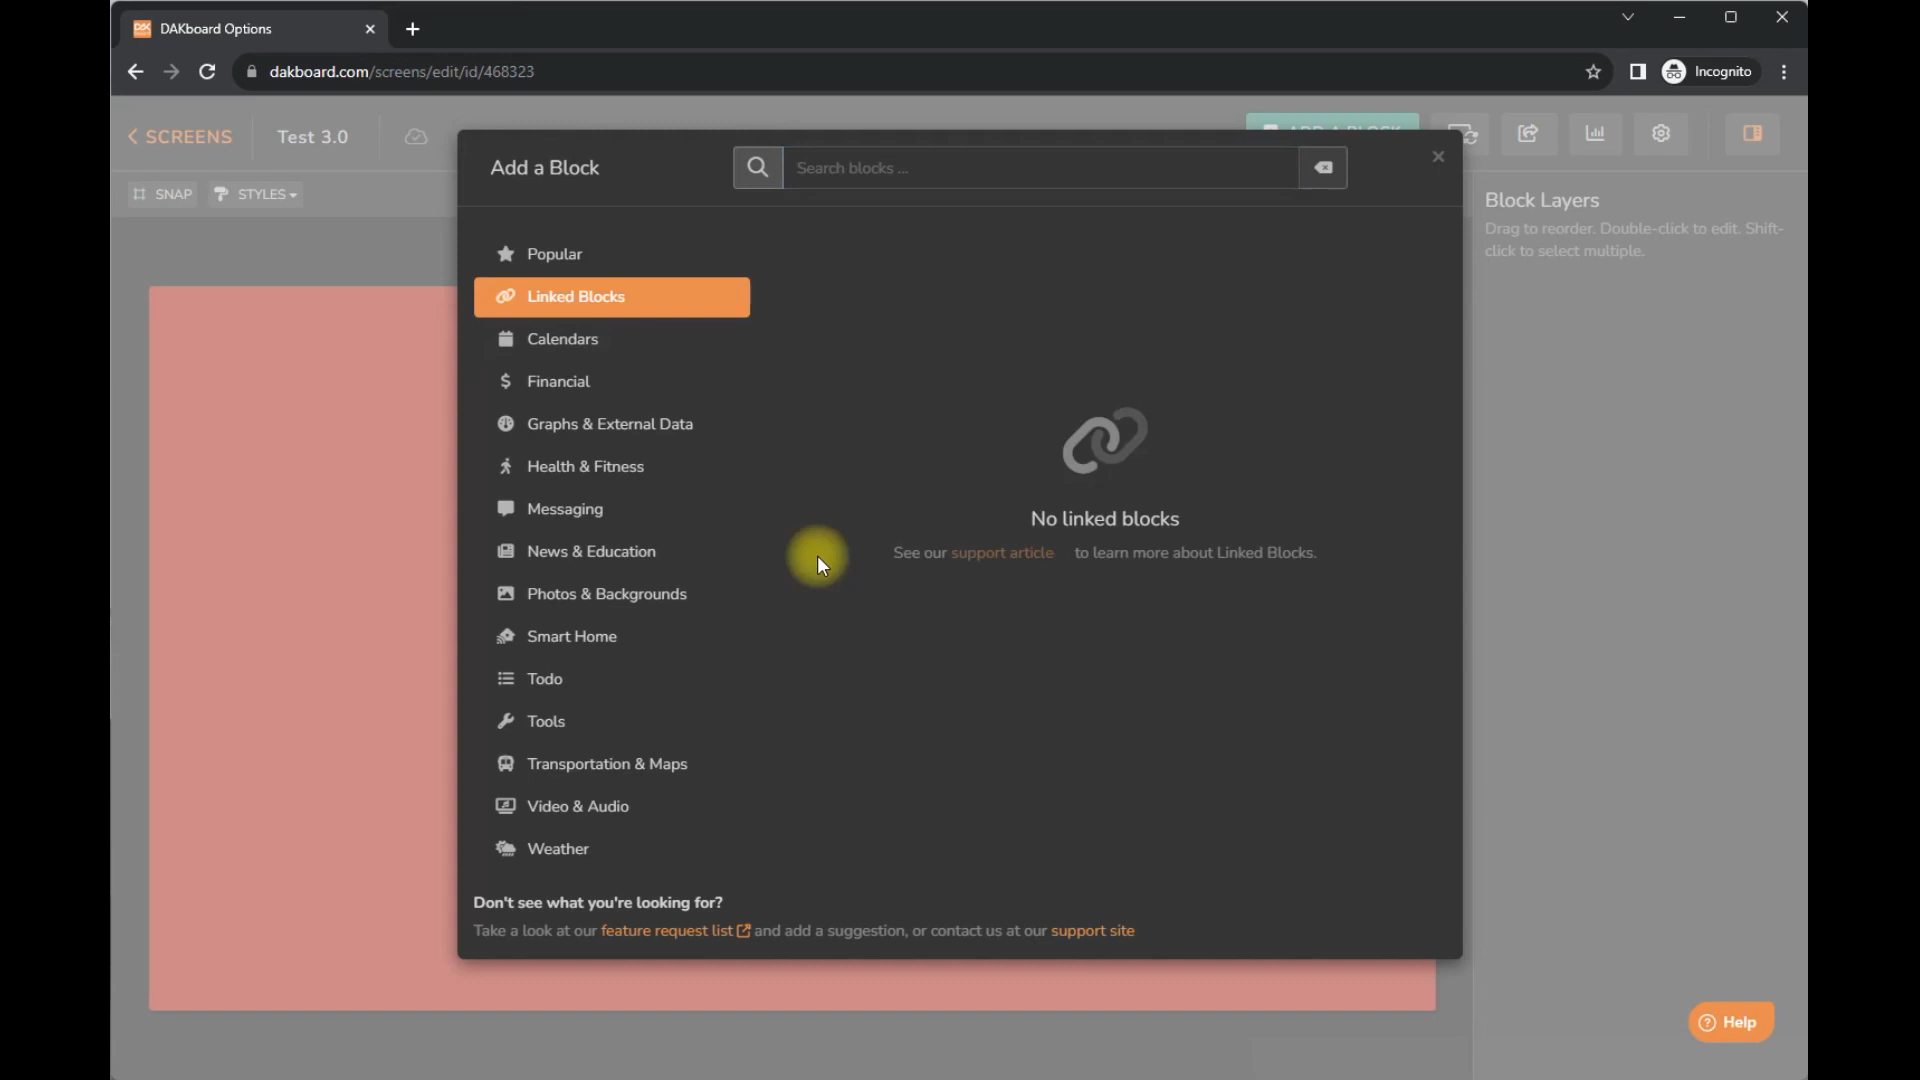 DAKboard Options
dakboard.com/screens/edit/id/468323
Incognito
SCREENS
Test 3.0
SNAP
STYLES
Add a Block
Search blocks ...
Popular
Linked Blocks
Calendars
Financial
Graphs & External Data
Health & Fitness
Messaging
News & Education
Photos & Backgrounds
Smart Home
Todo
Tools
Transportation & Maps
Video & Audio
Weather
No linked blocks
See our support article to learn more about Linked Blocks.
Don't see what you're looking for?
Take a look at our feature request list and add a suggestion, or contact us at our support site
ADD A BLOCK
Block Layers
Drag to reorder. Double-click to edit. Shift-
click to select multiple.
Help